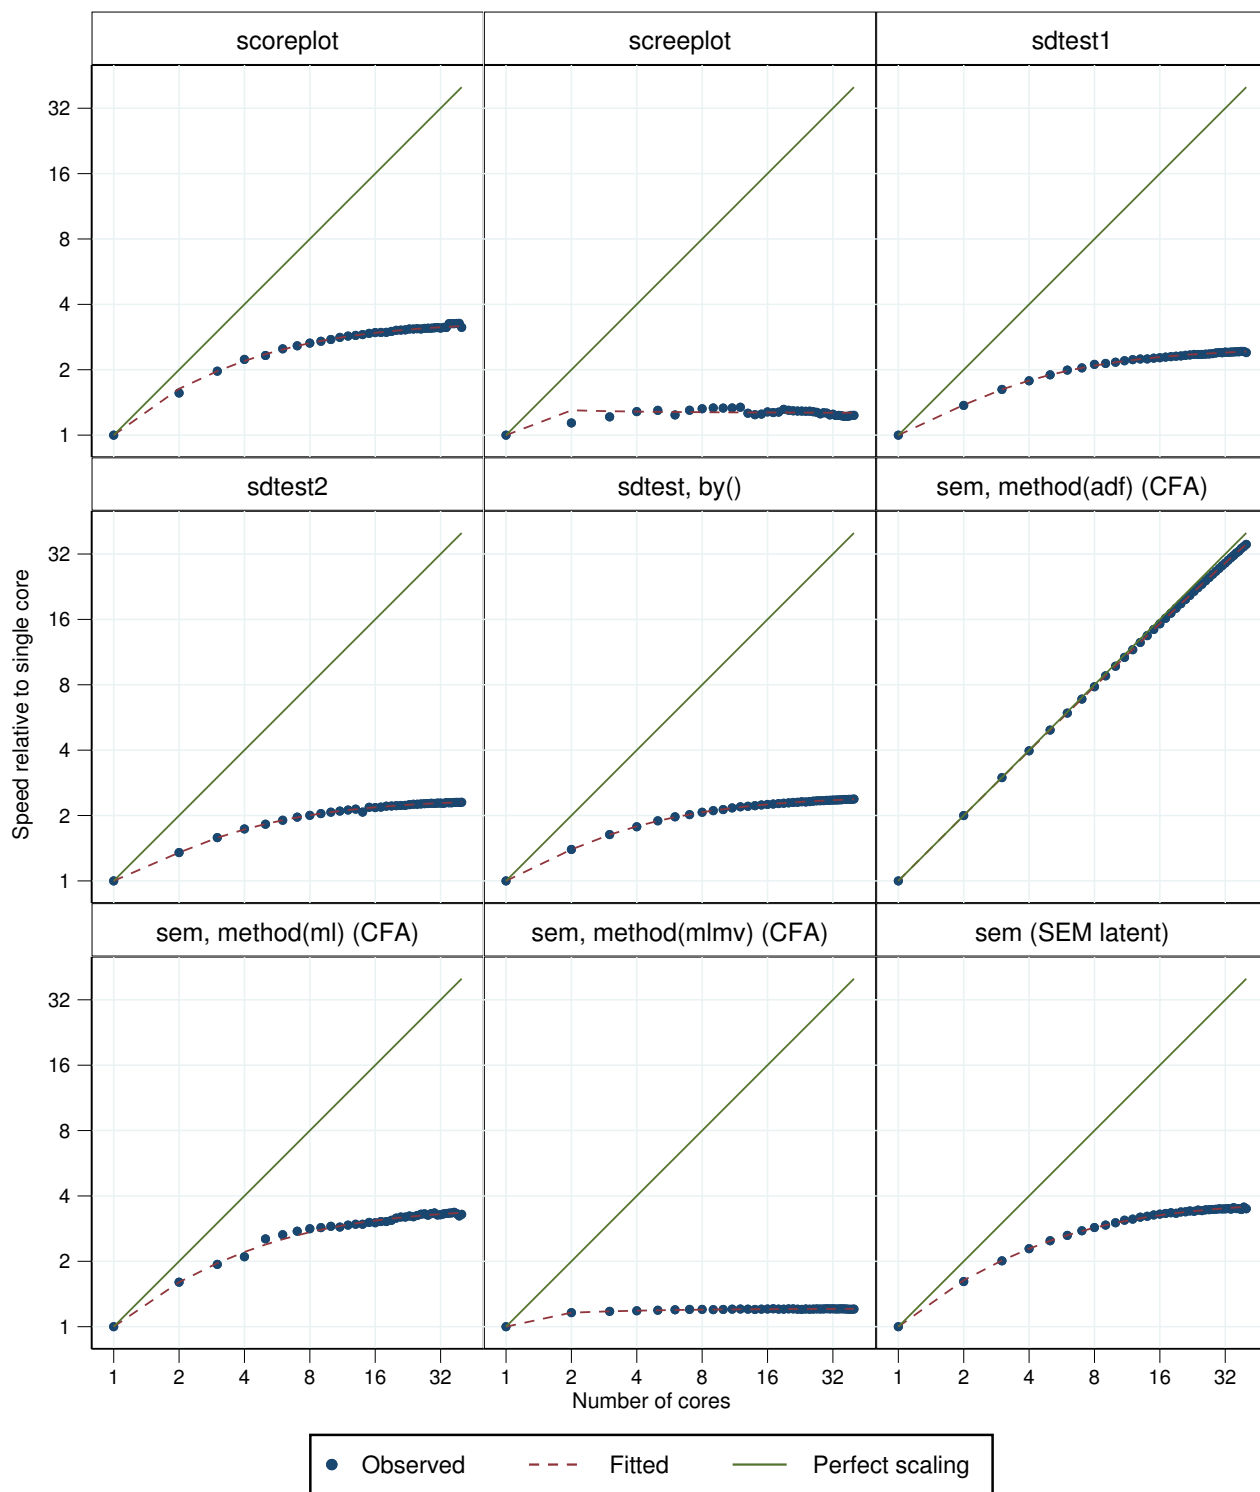 scoreplot screeplot sdtest1
32
16
8
4
2
1
sdtest2 sdtest, by() sem, method(adf) (CFA)
32
16
8
4
2
1
Speed relative to single core
sem, method(ml) (CFA) sem, method(mlmv) (CFA) sem (SEM latent)
32
16
8
4
2
1
1 2 4 8 16 32 1 2 4 8 16 32 1 2 4 8 16 32
Number of cores
Observed Fitted Perfect scaling